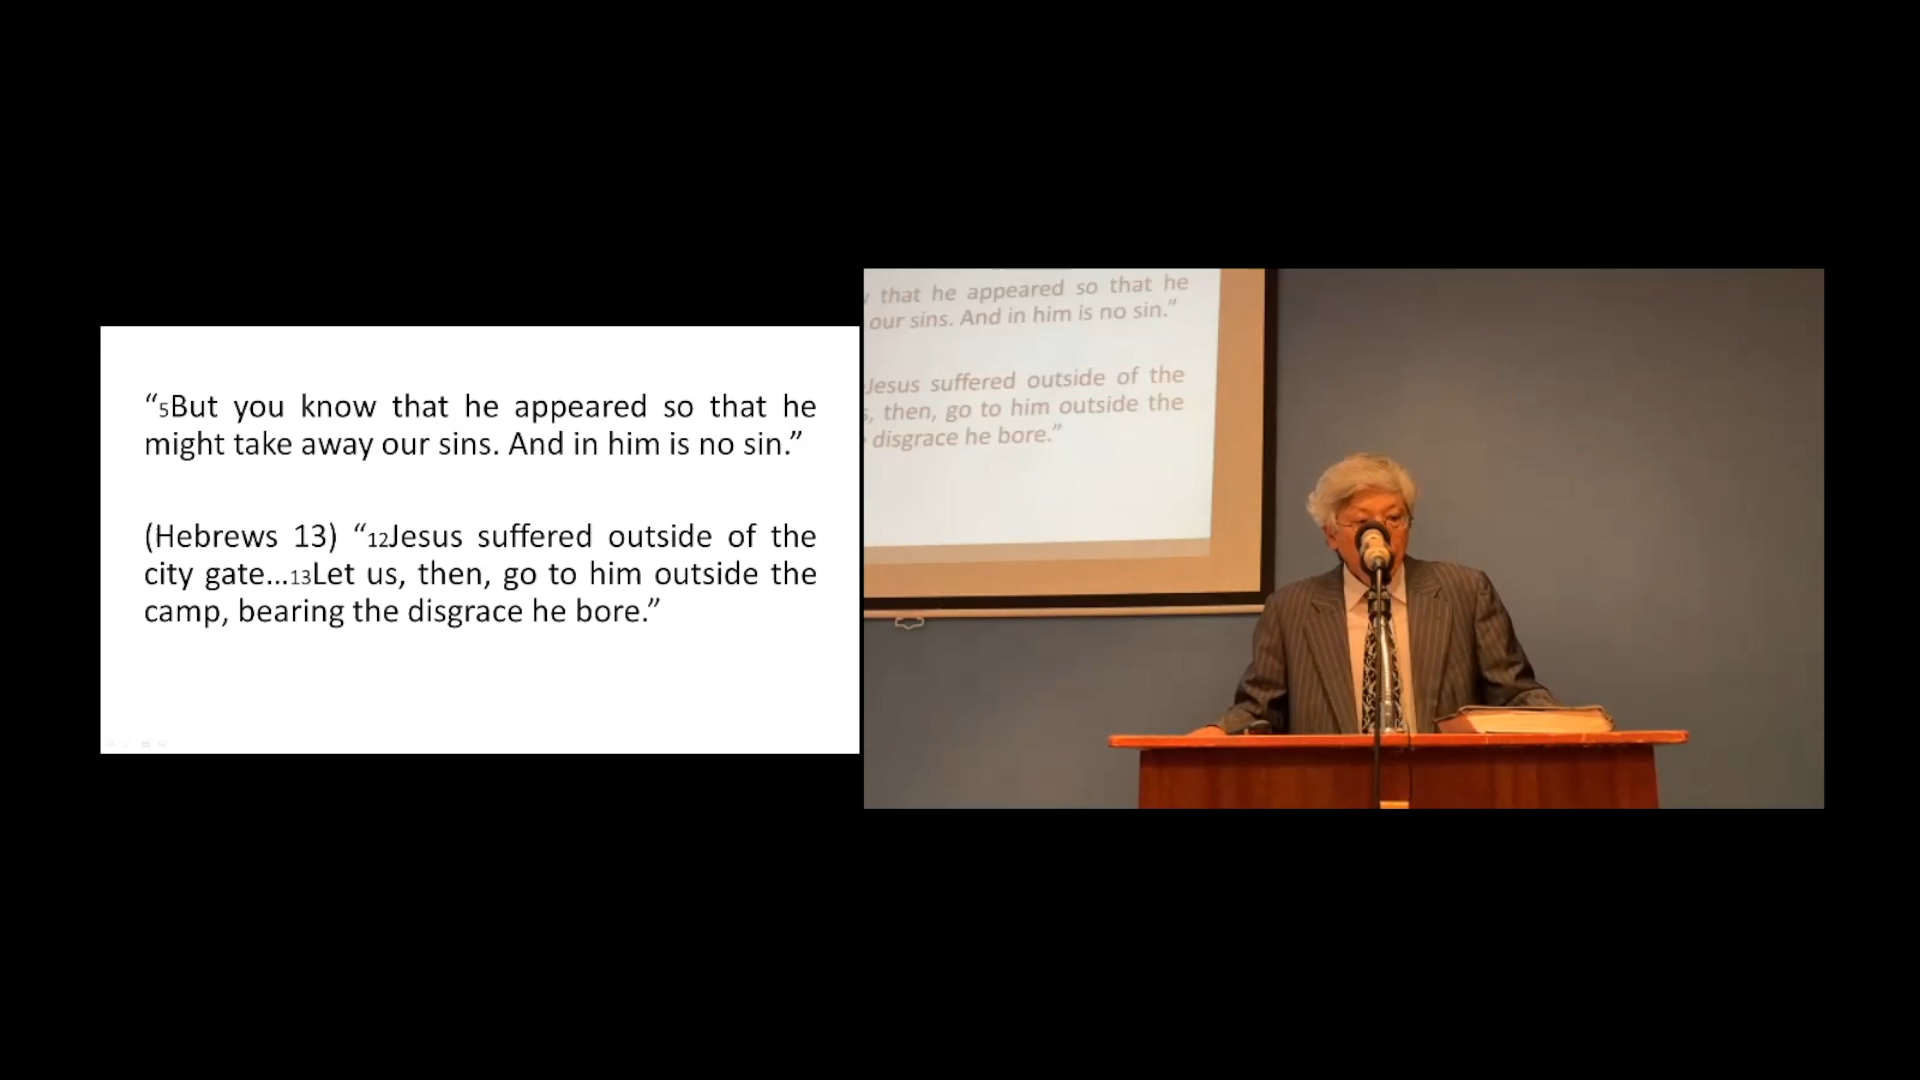 “5But you know that he appeared so that he
might take away our sins. And in him is no sin.”
(Hebrews 13) “12Jesus suffered outside of the
city gate...13Let us, then, go to him outside the
camp, bearing the disgrace he bore.”
that he appeared so that he
our sins. And in him is no sin.”
Jesus suffered outside of the
, then, go to him outside the
disgrace he bore.”